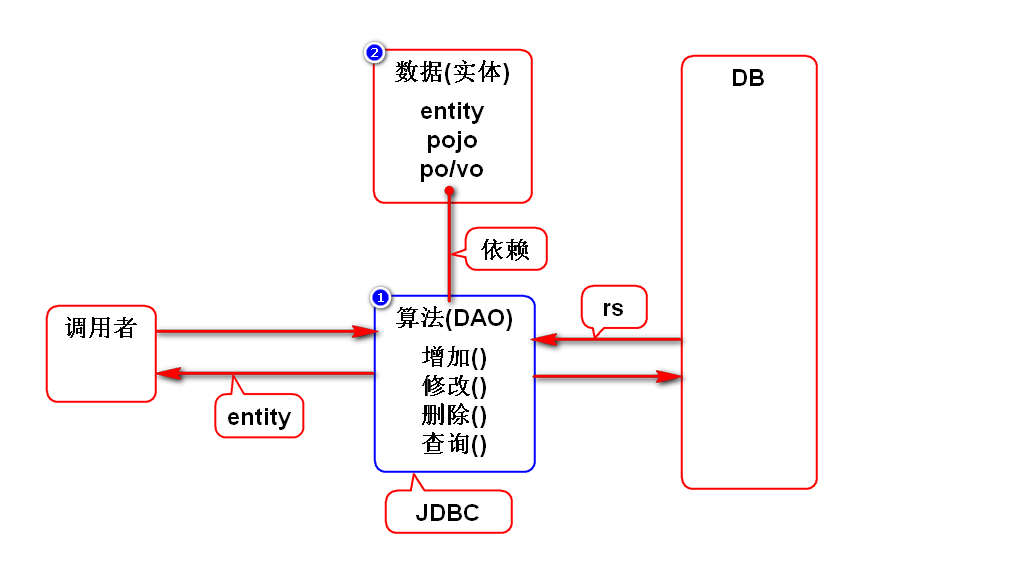 2
数据(实体)
entity
pojo
po/vo
DB
依赖
rs
调用者
1
算法(DAO)
增加()
修改()
删除()
查询()
entity
JDBC